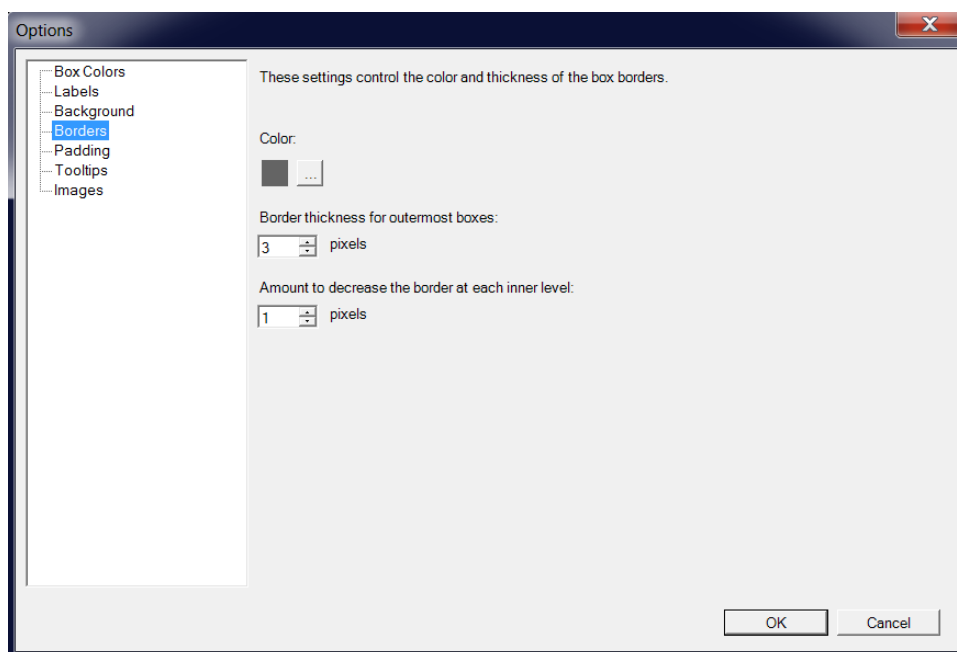 Options
X
Box Colors
Labels
Background
Borders
Padding
Tooltips
Images
These settings control the color and thickness of the box borders.
Color:
...
Border thickness for outermost boxes:
3 pixels
Amount to decrease the border at each inner level:
1 pixels
OK Cancel